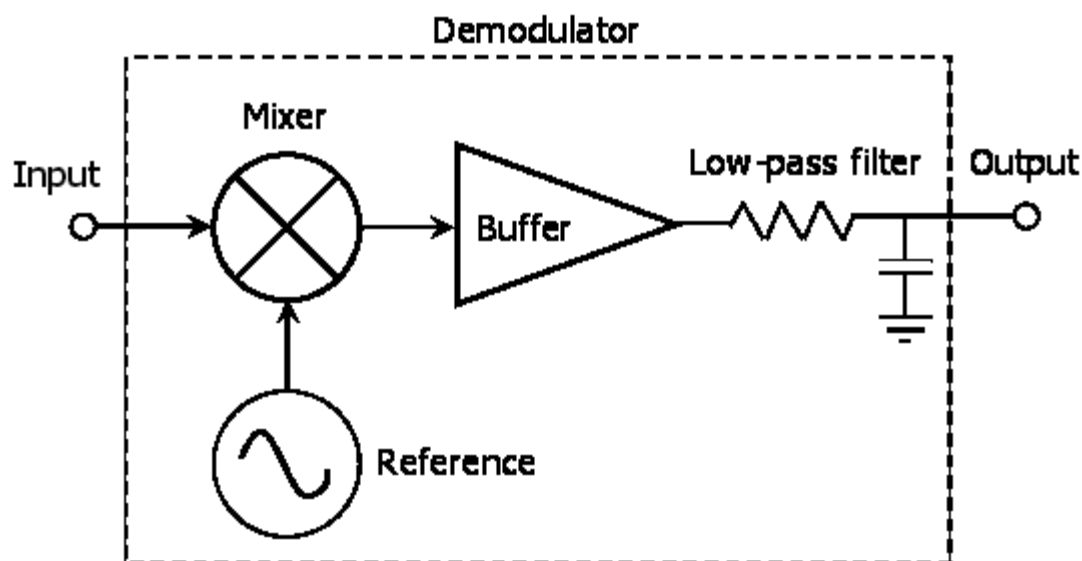 Demodulator
Mixer
Input
Low-pass filter
Output
Buffer
Reference